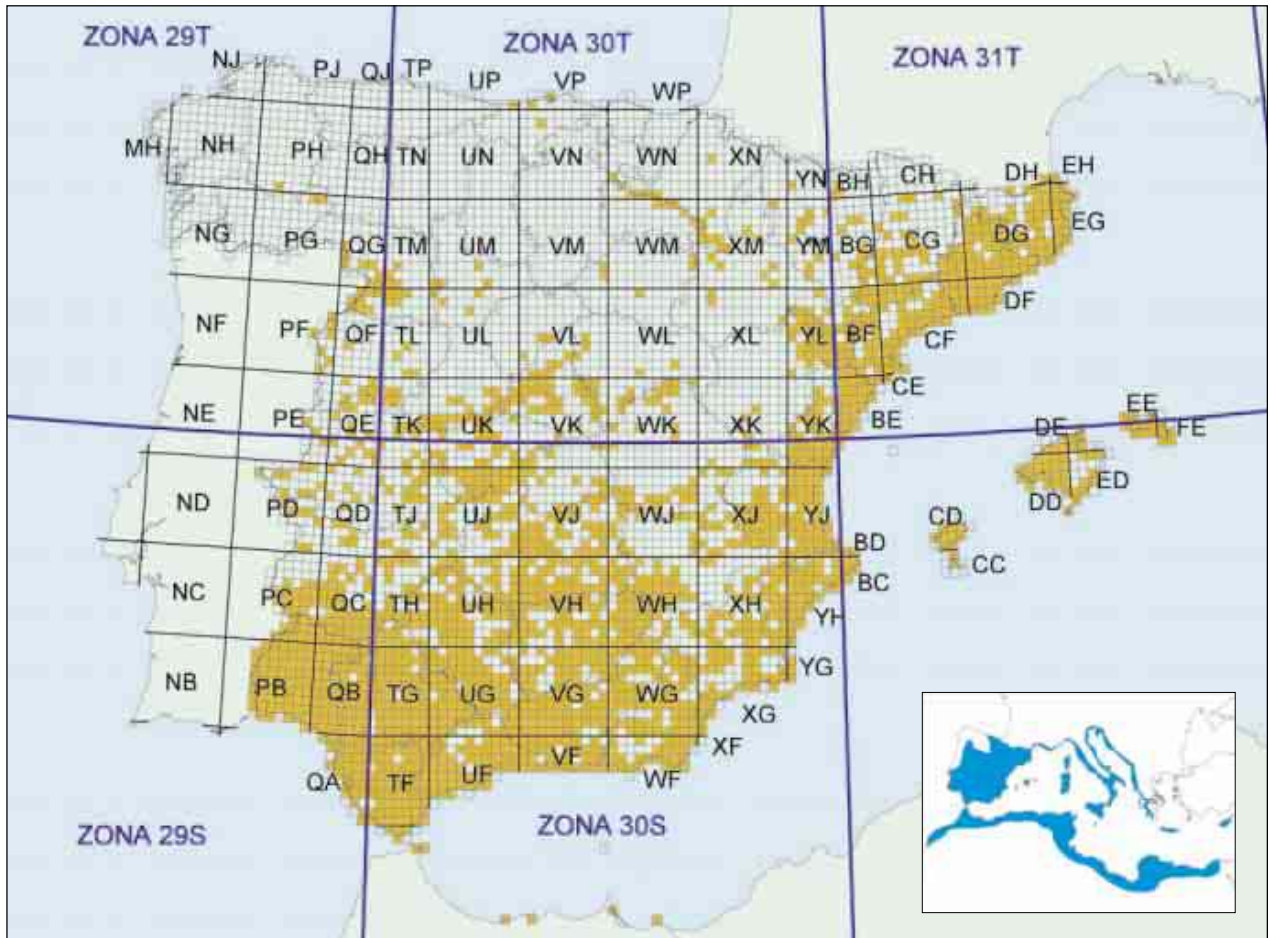 ZONA 29T
ZONA 30T
ZONA 31T
NJ
PJ
QJ
TP
UP
VP
WP
MH
NH
PH
QH
TN
UN
VN
WN
XN
YN
BH
CH
DH
EH
NG
PG
QG
TM
UM
VM
WM
XM
YM
BG
CG
DG
EG
NF
PF
QF
TL
UL
VL
WL
XL
YL
BF
CF
DF
NE
PE
QE
TK
UK
VK
WK
XK
YK
BE
CE
DE
EE
FE
ND
PD
QD
TJ
UJ
VJ
WJ
XJ
YJ
BD
CD
DD
ED
NC
PC
QC
TH
UH
VH
WH
XH
YH
BC
CC
NB
PB
QB
TG
UG
VG
WG
XG
YG
QA
TF
UF
VF
WF
XF
ZONA 29S
ZONA 30S